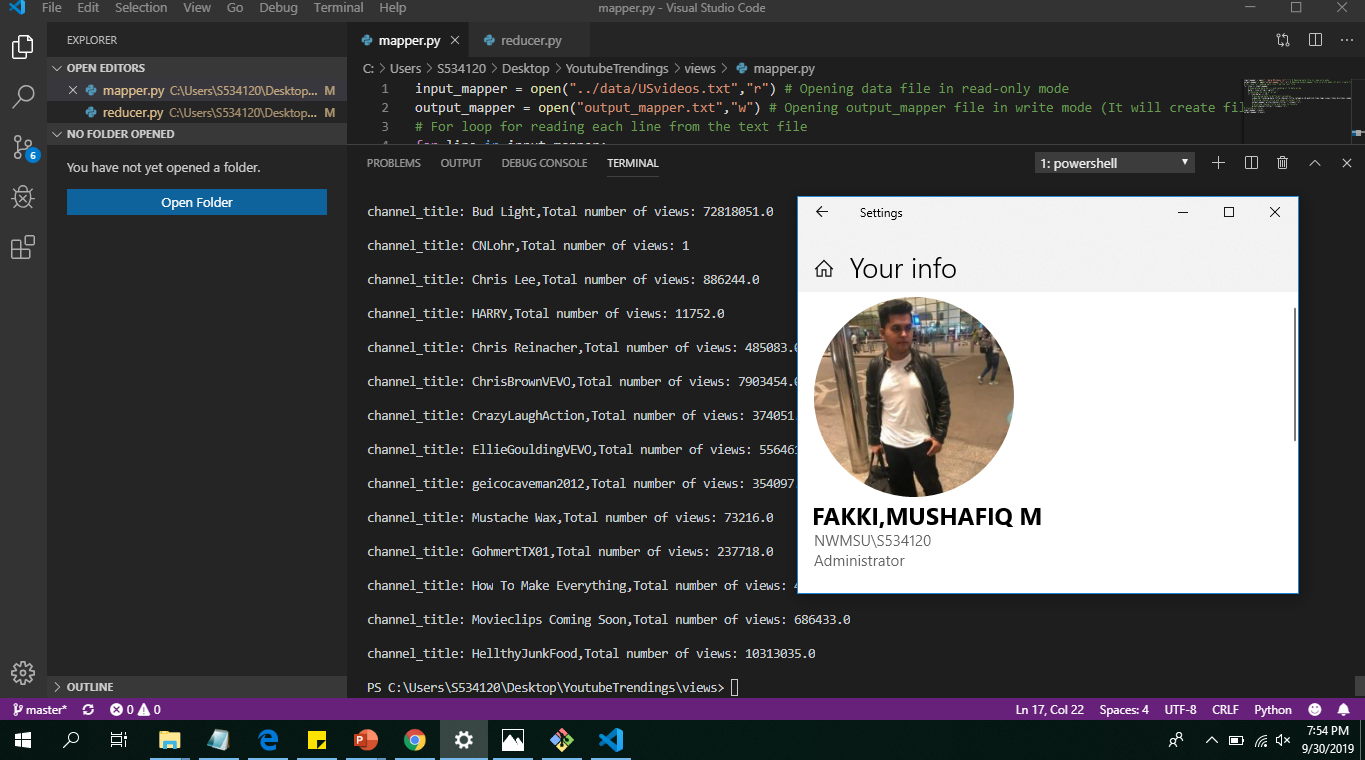 File Edit Selection View Go Debug Terminal Help mapper.py - Visual Studio Code
EXPLORER
OPEN EDITORS
mapper.py C:\Users\S534120\Desktop... M
reducer.py C:\Users\S534120\Desktop... M
NO FOLDER OPENED
You have not yet opened a folder.
Open Folder
OUTLINE
6
mapper.py reducer.py
C: > Users > S534120 > Desktop > YoutubeTrendings > views > mapper.py
1 input_mapper = open("../data/USvideos.txt","r") # Opening data file in read-only mode
2 output_mapper = open("output_mapper.txt","w") # Opening output_mapper file in write mode (It will create fil
3 # For loop for reading each line from the text file
4 for line in input_mapper:
PROBLEMS OUTPUT DEBUG CONSOLE TERMINAL 1: powershell
channel_title: Bud Light,Total number of views: 72818051.0
channel_title: CNLohr,Total number of views: 1
channel_title: Chris Lee,Total number of views: 886244.0
channel_title: HARRY,Total number of views: 11752.0
channel_title: Chris Reinacher,Total number of views: 485083.0
channel_title: ChrisBrownVEVO,Total number of views: 7903454.0
channel_title: CrazyLaughAction,Total number of views: 374051.
channel_title: EllieGouldingVEVO,Total number of views: 556461
channel_title: geicocaveman2012,Total number of views: 354097.
channel_title: Mustache Wax,Total number of views: 73216.0
channel_title: GohmertTX01,Total number of views: 237718.0
channel_title: How To Make Everything,Total number of views: 4
channel_title: Movieclips Coming Soon,Total number of views: 686433.0
channel_title: HellthyJunkFood,Total number of views: 10313035.0
PS C:\Users\S534120\Desktop\YoutubeTrendings\views>
Settings
Your info
FAKKI,MUSHAFIQ M
NWMSU\S534120
Administrator
master* 0 0 Ln 17, Col 22 Spaces: 4 UTF-8 CRLF Python
7:54 PM
9/30/2019